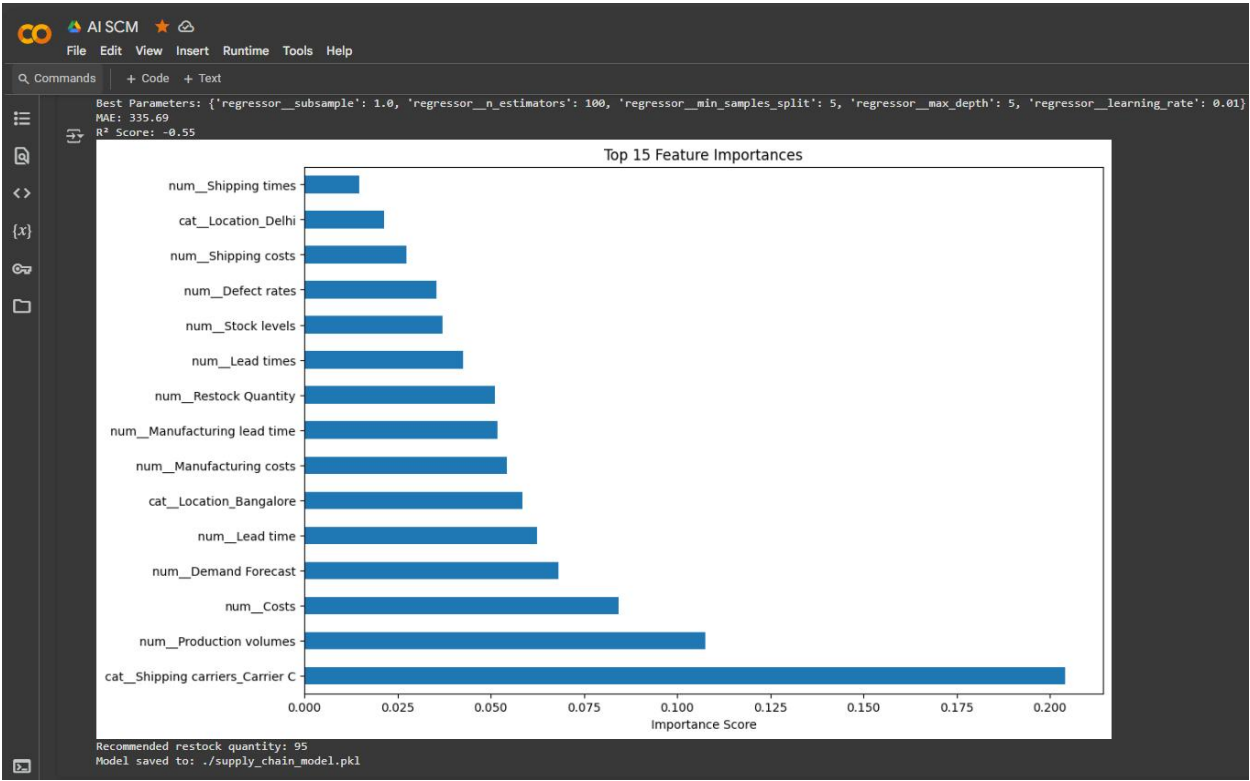 AI SCM
File Edit View Insert Runtime Tools Help
Commands + Code + Text
Best Parameters: {'regressor__subsample': 1.0, 'regressor__n_estimators': 100, 'regressor__min_samples_split': 5, 'regressor__max_depth': 5, 'regressor__learning_rate': 0.01}
MAE: 335.69
R² Score: -0.55
Top 15 Feature Importances
num__Shipping times
cat__Location_Delhi
num__Shipping costs
num__Defect rates
num__Stock levels
num__Lead times
num__Restock Quantity
num__Manufacturing lead time
num__Manufacturing costs
cat__Location_Bangalore
num__Lead time
num__Demand Forecast
num__Costs
num__Production volumes
cat__Shipping carriers_Carrier C
0.000 0.025 0.050 0.075 0.100 0.125 0.150 0.175 0.200
Importance Score
Recommended restock quantity: 95
Model saved to: ./supply_chain_model.pkl